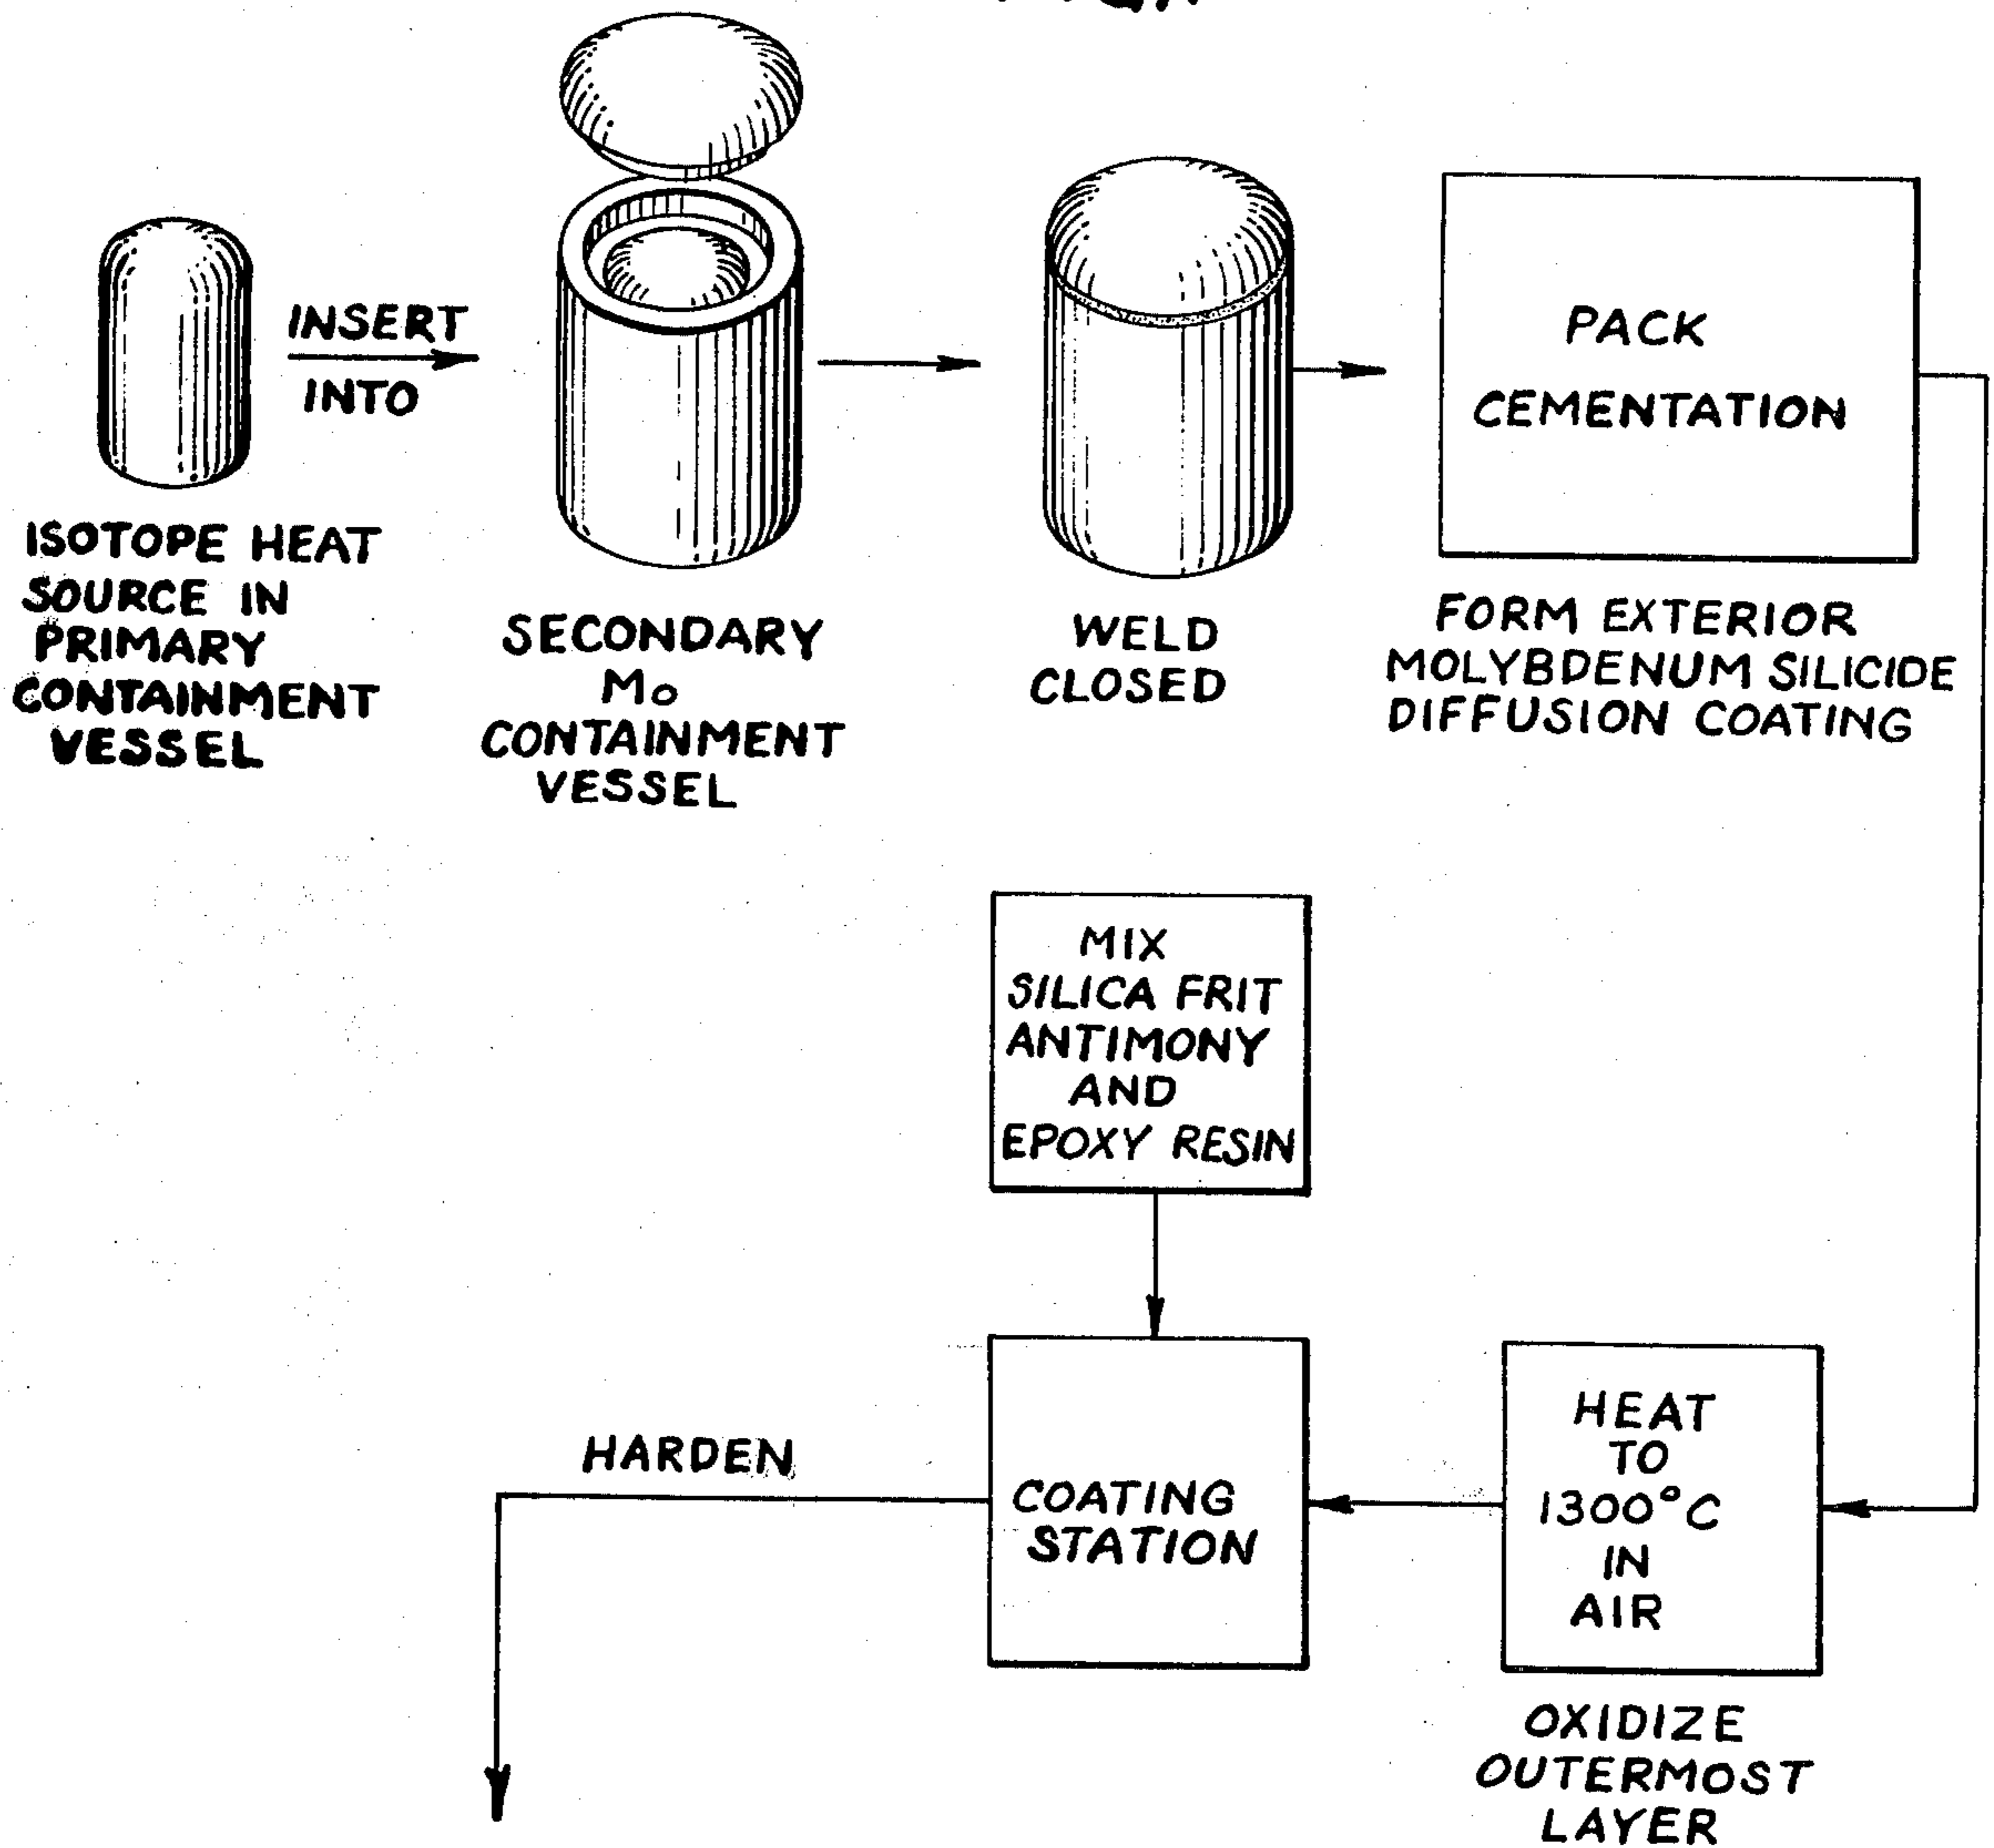 INSERT
INTO
ISOTOPE HEAT
SOURCE IN
PRIMARY
CONTAINMENT
VESSEL
SECONDARY
Mo
CONTAINMENT
VESSEL
WELD
CLOSED
PACK
CEMENTATION
FORM EXTERIOR
MOLYBDENUM SILICIDE
DIFFUSION COATING
MIX
SILICA FRIT
ANTIMONY
AND
EPOXY RESIN
HARDEN
COATING
STATION
HEAT
TO
1300°C
IN
AIR
OXIDIZE
OUTERMOST
LAYER